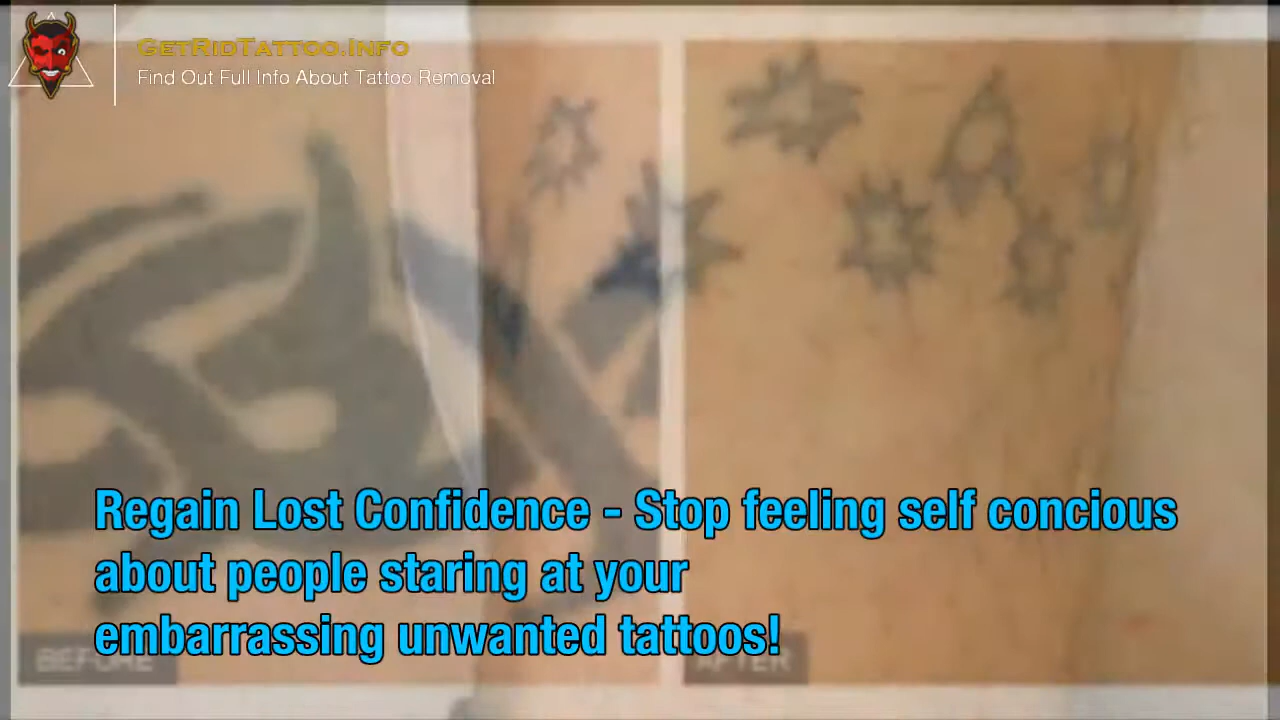 GetRidTattoo.Info
Find Out Full Info About Tattoo Removal
Regain Lost Confidence - Stop feeling self concious
about people staring at your
embarrassing unwanted tattoos!
BEFORE
AFTER